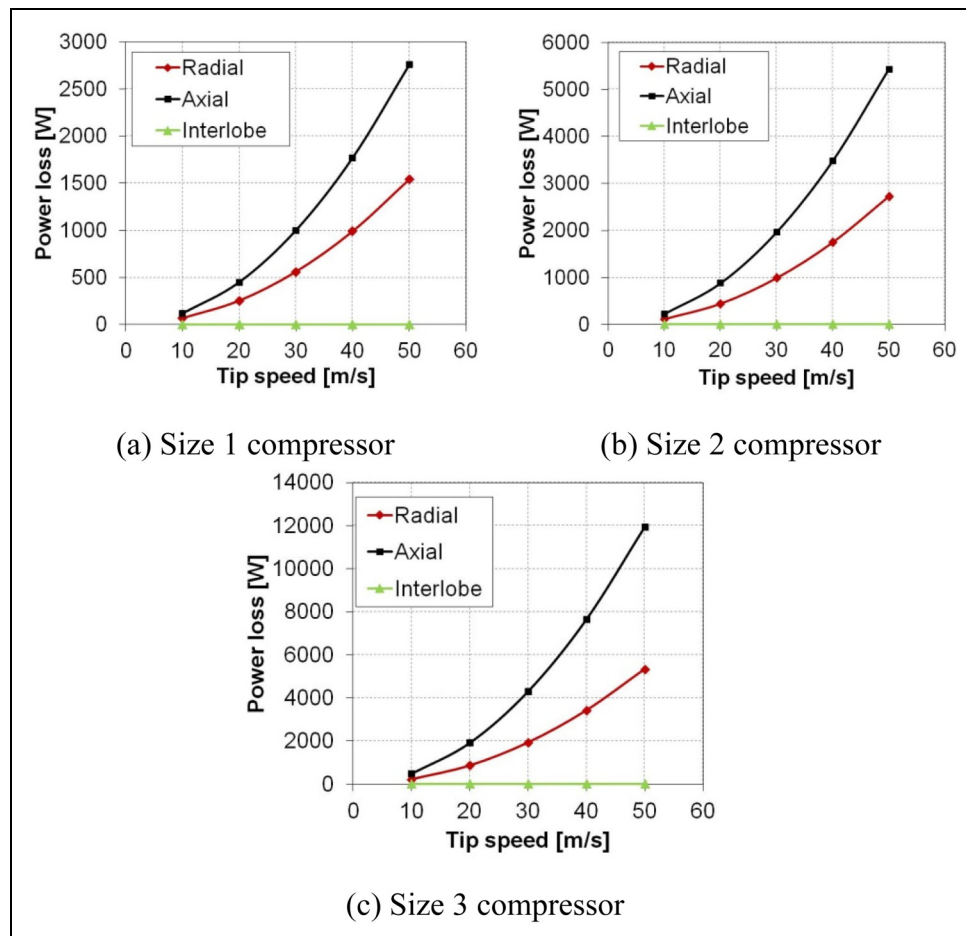 3000
2500
2000
1500
1000
500
0
Power loss [W]
Radial
Axial
Interlobe
0 10 20 30 40 50 60
Tip speed [m/s]
(a) Size 1 compressor
6000
5000
4000
3000
2000
1000
0
Power loss [W]
Radial
Axial
Interlobe
0 10 20 30 40 50 60
Tip speed [m/s]
(b) Size 2 compressor
14000
12000
10000
8000
6000
4000
2000
0
Power loss [W]
Radial
Axial
Interlobe
0 10 20 30 40 50 60
Tip speed [m/s]
(c) Size 3 compressor